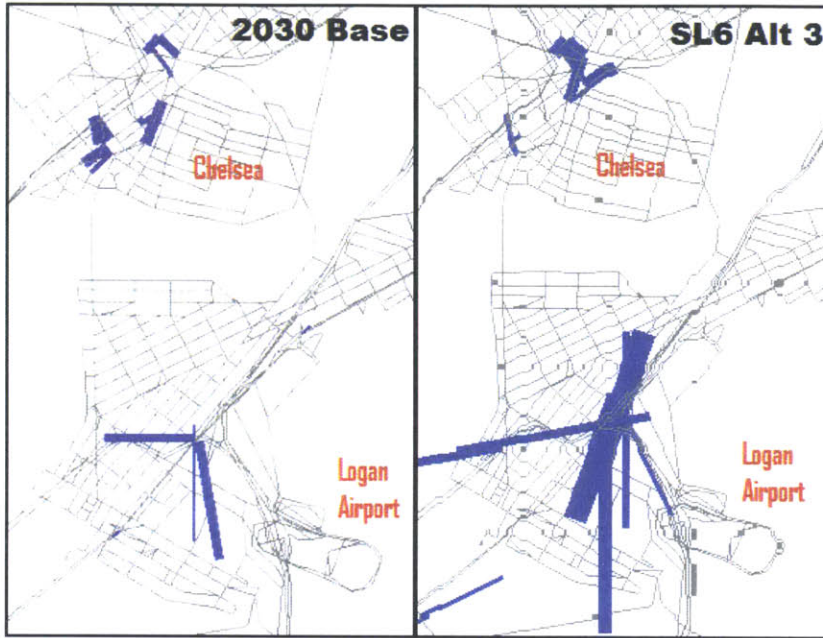 2030 Base
Chelsea
Logan
Airport
SL6 Alt 3
Chelsea
Logan
Airport